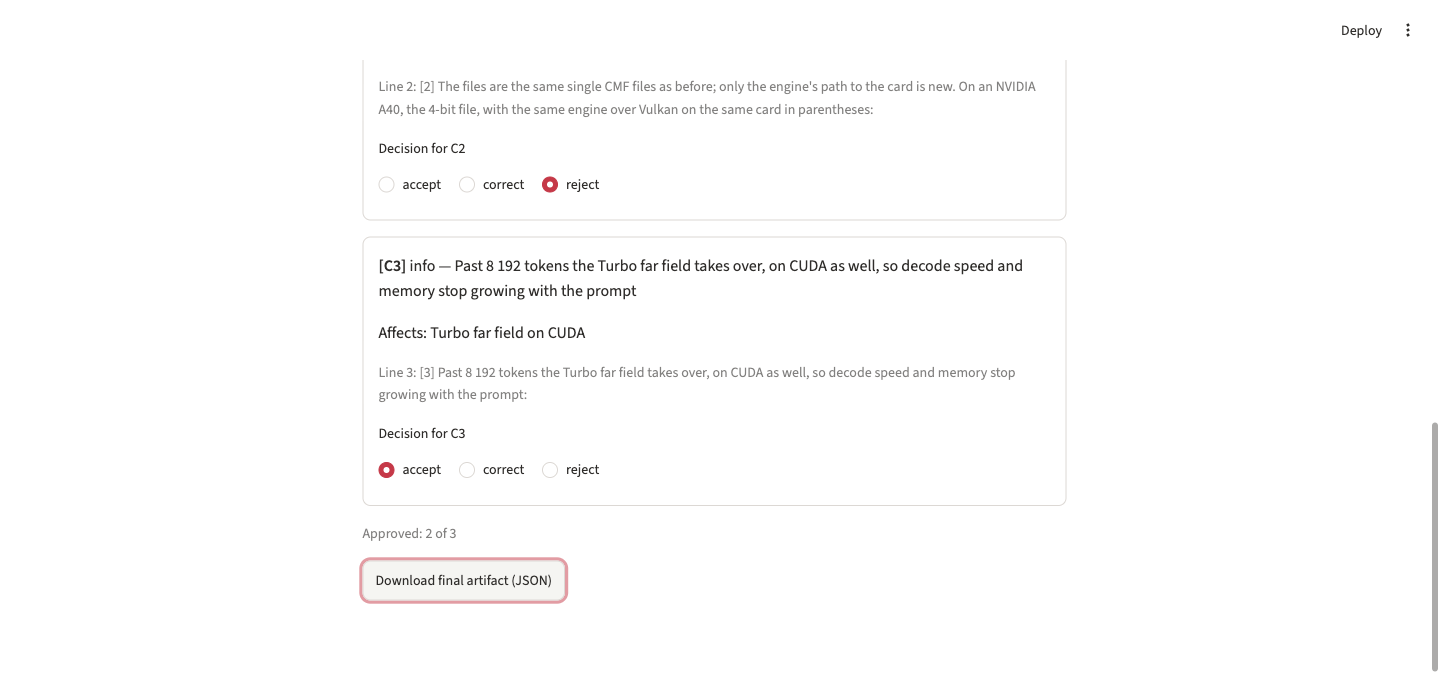 Deploy
Line 2: [2] The files are the same single CMF files as before; only the engine's path to the card is new. On an NVIDIA
A40, the 4-bit file, with the same engine over Vulkan on the same card in parentheses:
Decision for C2
accept correct reject
[C3] info — Past 8 192 tokens the Turbo far field takes over, on CUDA as well, so decode speed and
memory stop growing with the prompt
Affects: Turbo far field on CUDA
Line 3: [3] Past 8 192 tokens the Turbo far field takes over, on CUDA as well, so decode speed and memory stop
growing with the prompt:
Decision for C3
accept correct reject
Approved: 2 of 3
Download final artifact (JSON)